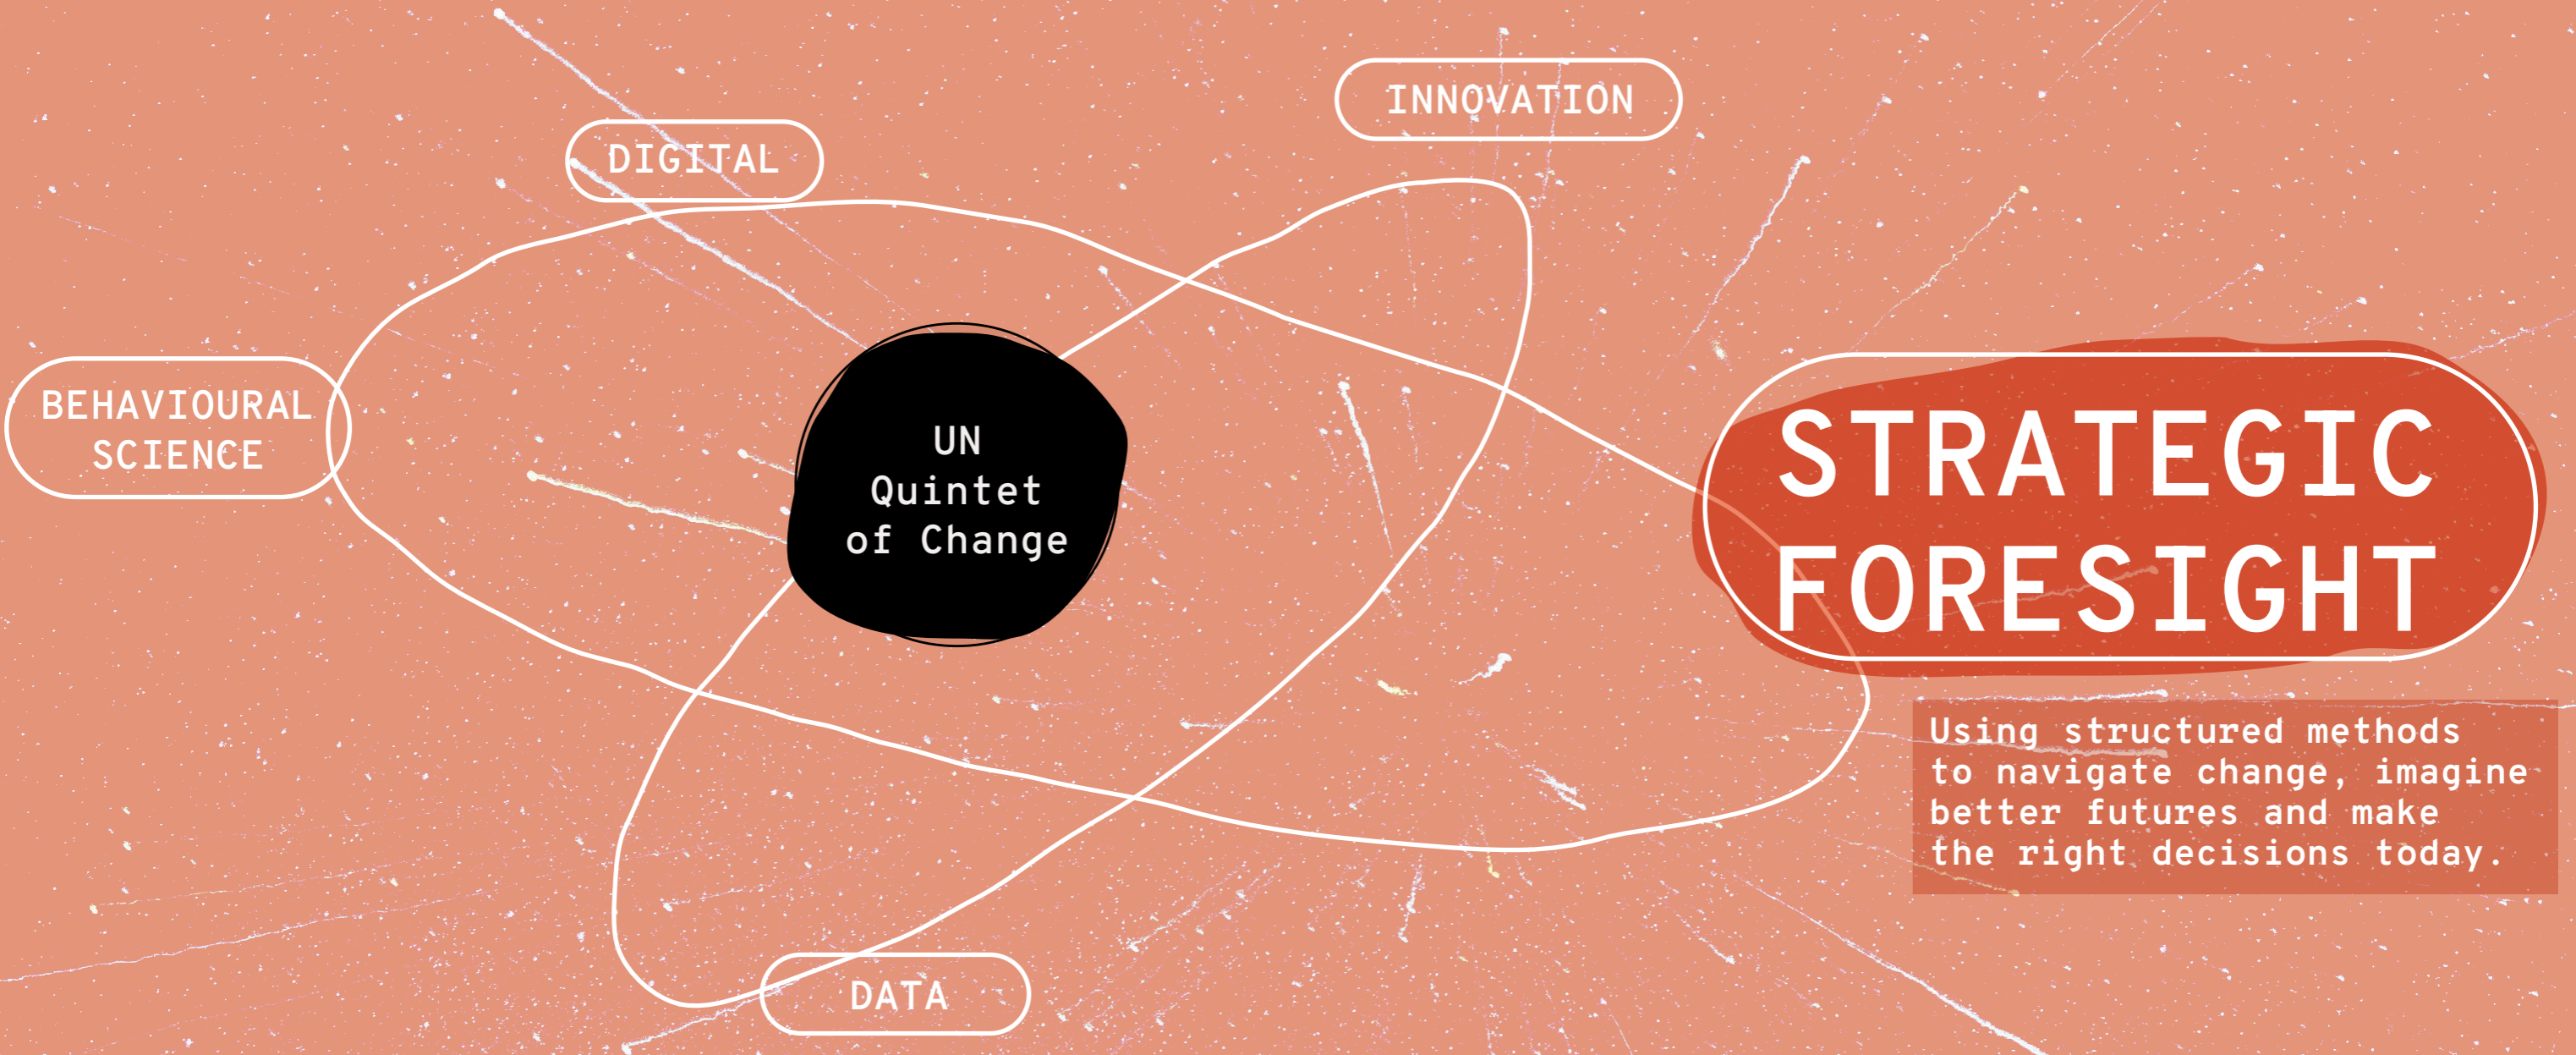 INNOVATION
DIGITAL
BEHAVIOURAL
SCIENCE
UN
Quintet
of Change
STRATEGIC
FORESIGHT
Using structured methods
to navigate change, imagine
better futures and make
the right decisions today.
DATA